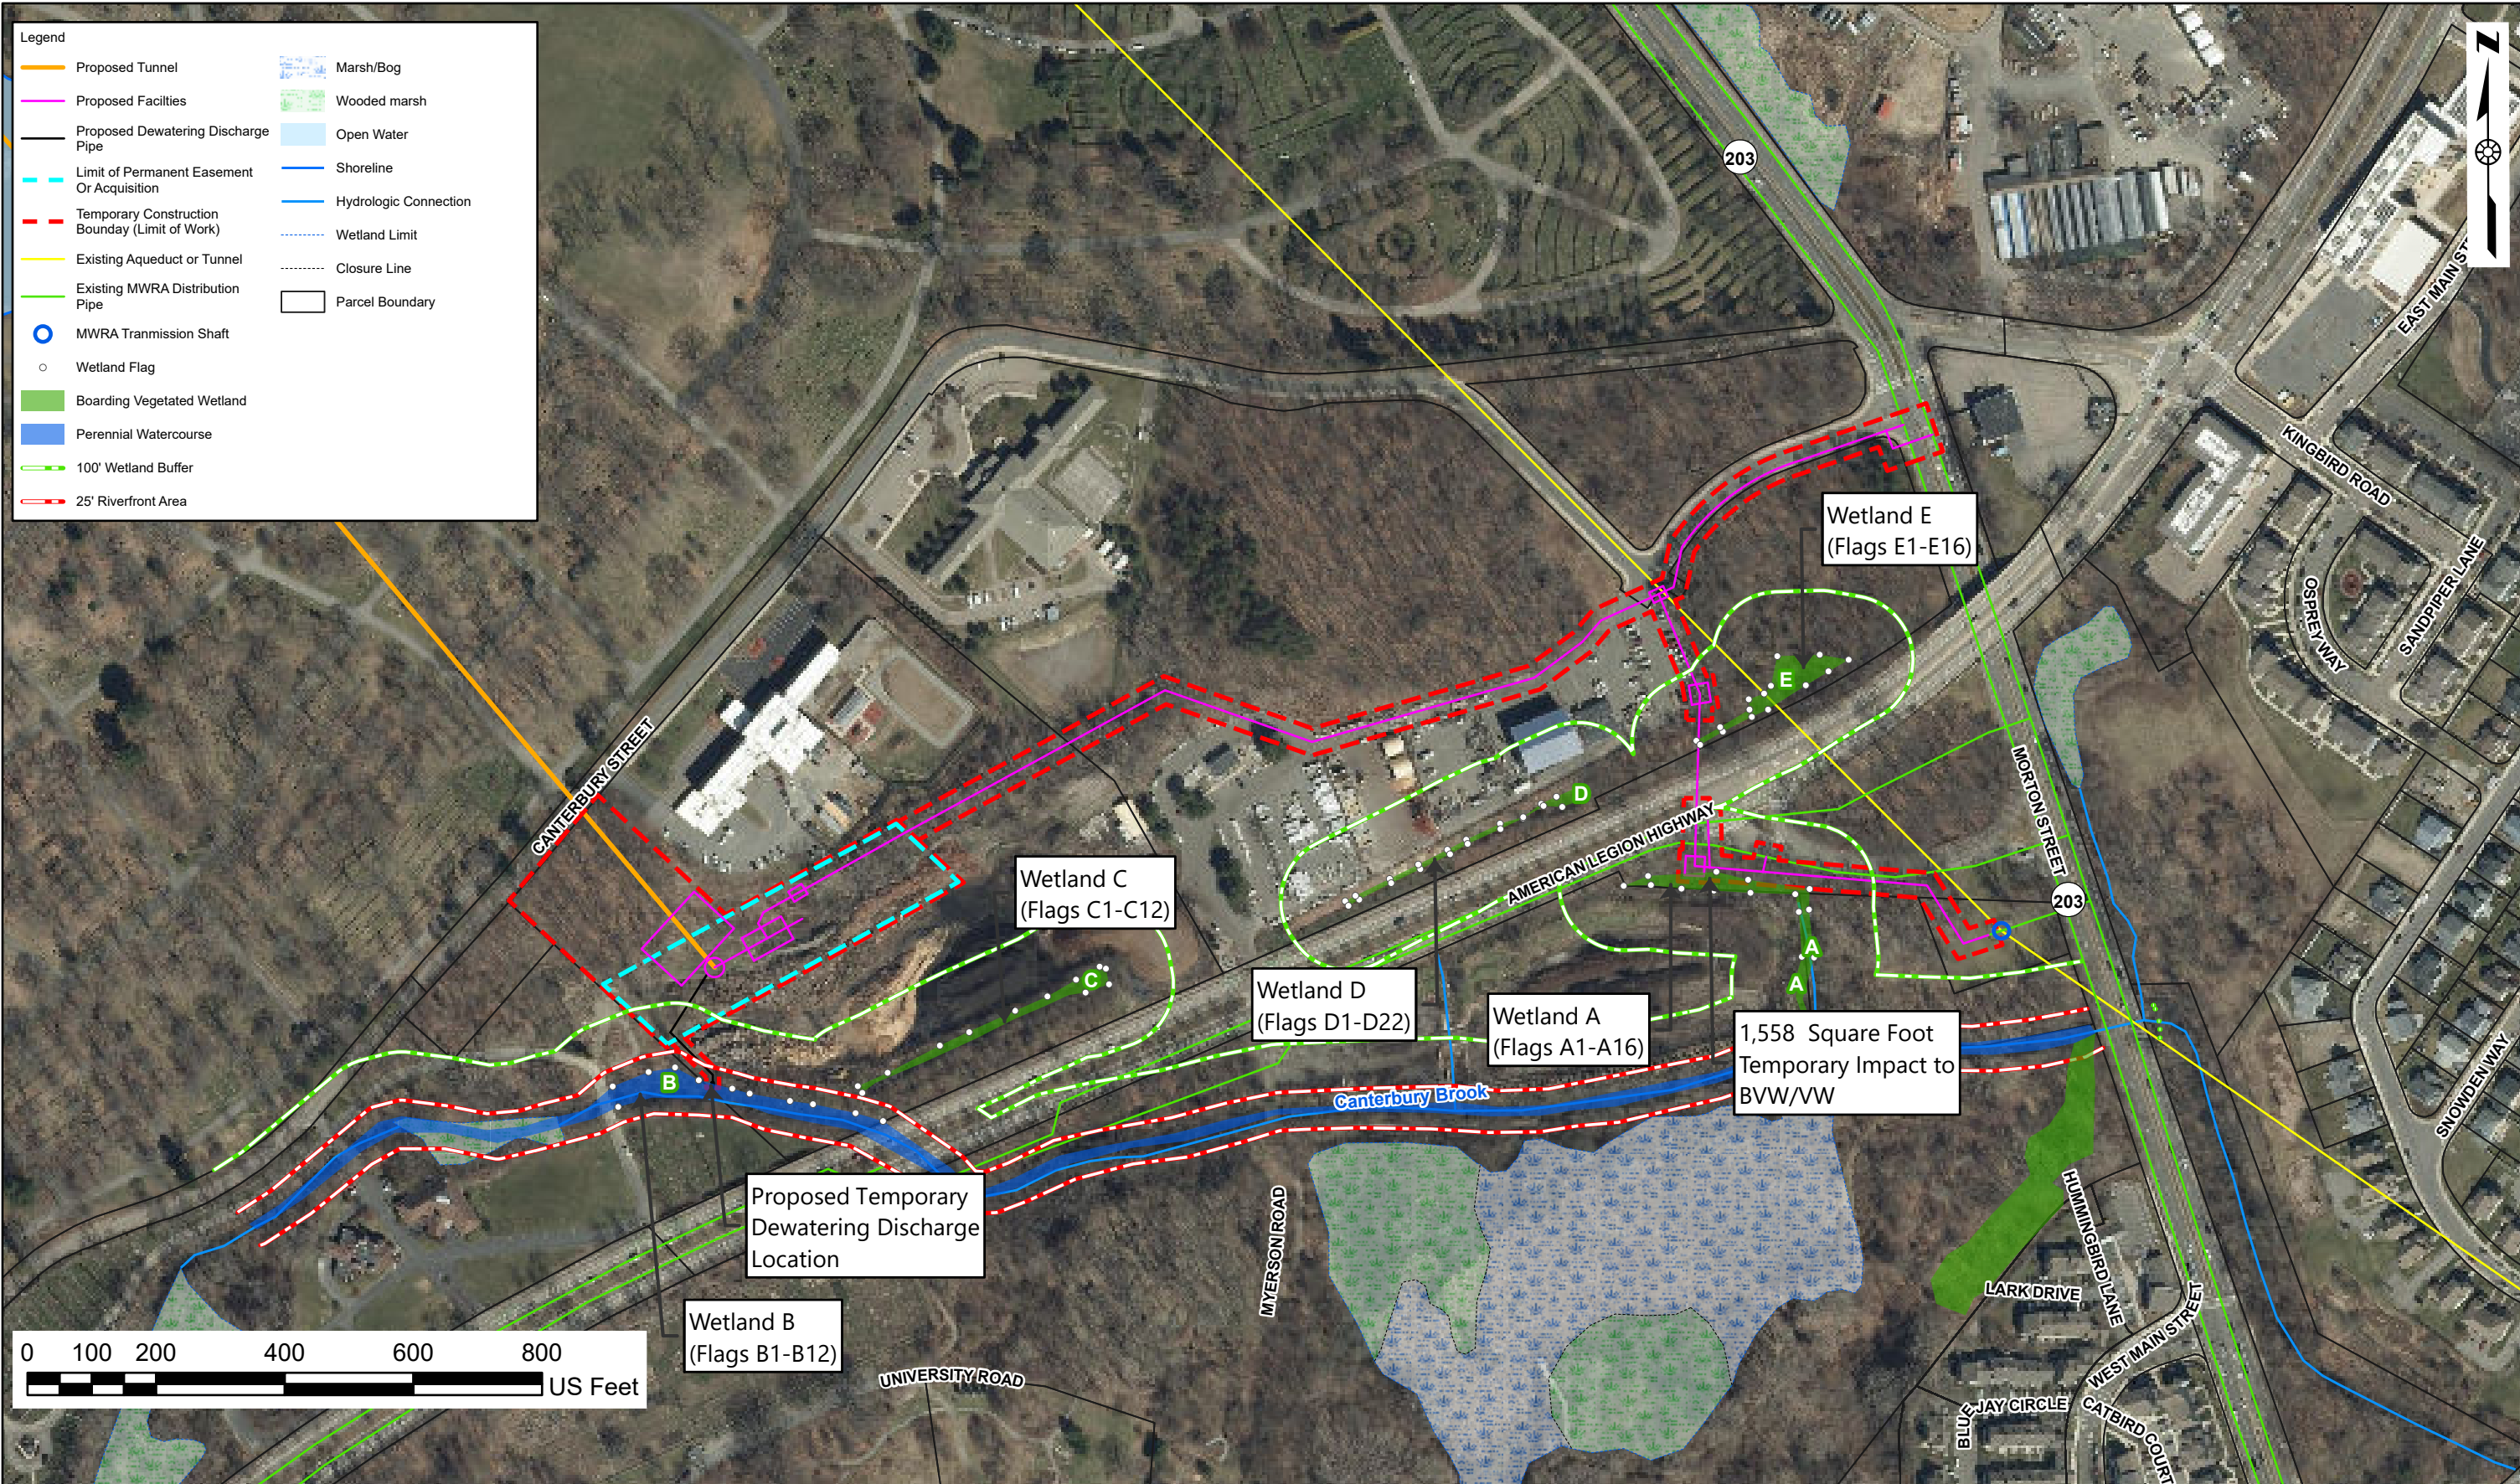 Legend
Proposed Tunnel
Proposed Facilties
Proposed Dewatering Discharge
Pipe
Limit of Permanent Easement
Or Acquisition
Temporary Construction
Bounday (Limit of Work)
Existing Aqueduct or Tunnel
Existing MWRA Distribution
Pipe
MWRA Tranmission Shaft
Wetland Flag
Boarding Vegetated Wetland
Perennial Watercourse
100' Wetland Buffer
25' Riverfront Area
Marsh/Bog
Wooded marsh
Open Water
Shoreline
Hydrologic Connection
Wetland Limit
Closure Line
Parcel Boundary
N
203
EAST MAIN
KINGBIRD ROAD
OSPREY WAY
SANDPIPER LANE
Wetland E
(Flags E1-E16)
E
CANTERBURY STREET
D
AMERICAN LEGION HIGHWAY
MORTON STREET
203
Wetland C
(Flags C1-C12)
C
A
A
Wetland D
(Flags D1-D22)
Wetland A
(Flags A1-A16)
1,558 Square Foot
Temporary Impact to
BVW/VW
B
Canterbury Brook
SNOWDEN WAY
Proposed Temporary
Dewatering Discharge
Location
MYERSON ROAD
HUMMINGBIRD LANE
LARK DRIVE
WEST MAIN STREET
Wetland B
(Flags B1-B12)
UNIVERSITY ROAD
BLUE JAY CIRCLE
CATBIRD COURT
0 100 200 400 600 800
US Feet